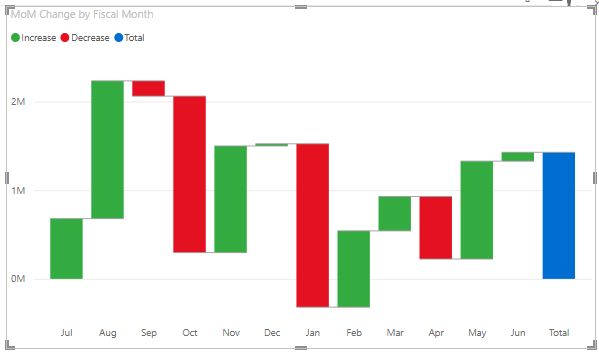 MoM Change by Fiscal Month
Increase Decrease Total
2M
1M
0M
Jul Aug Sep Oct Nov Dec Jan Feb Mar Apr May Jun Total